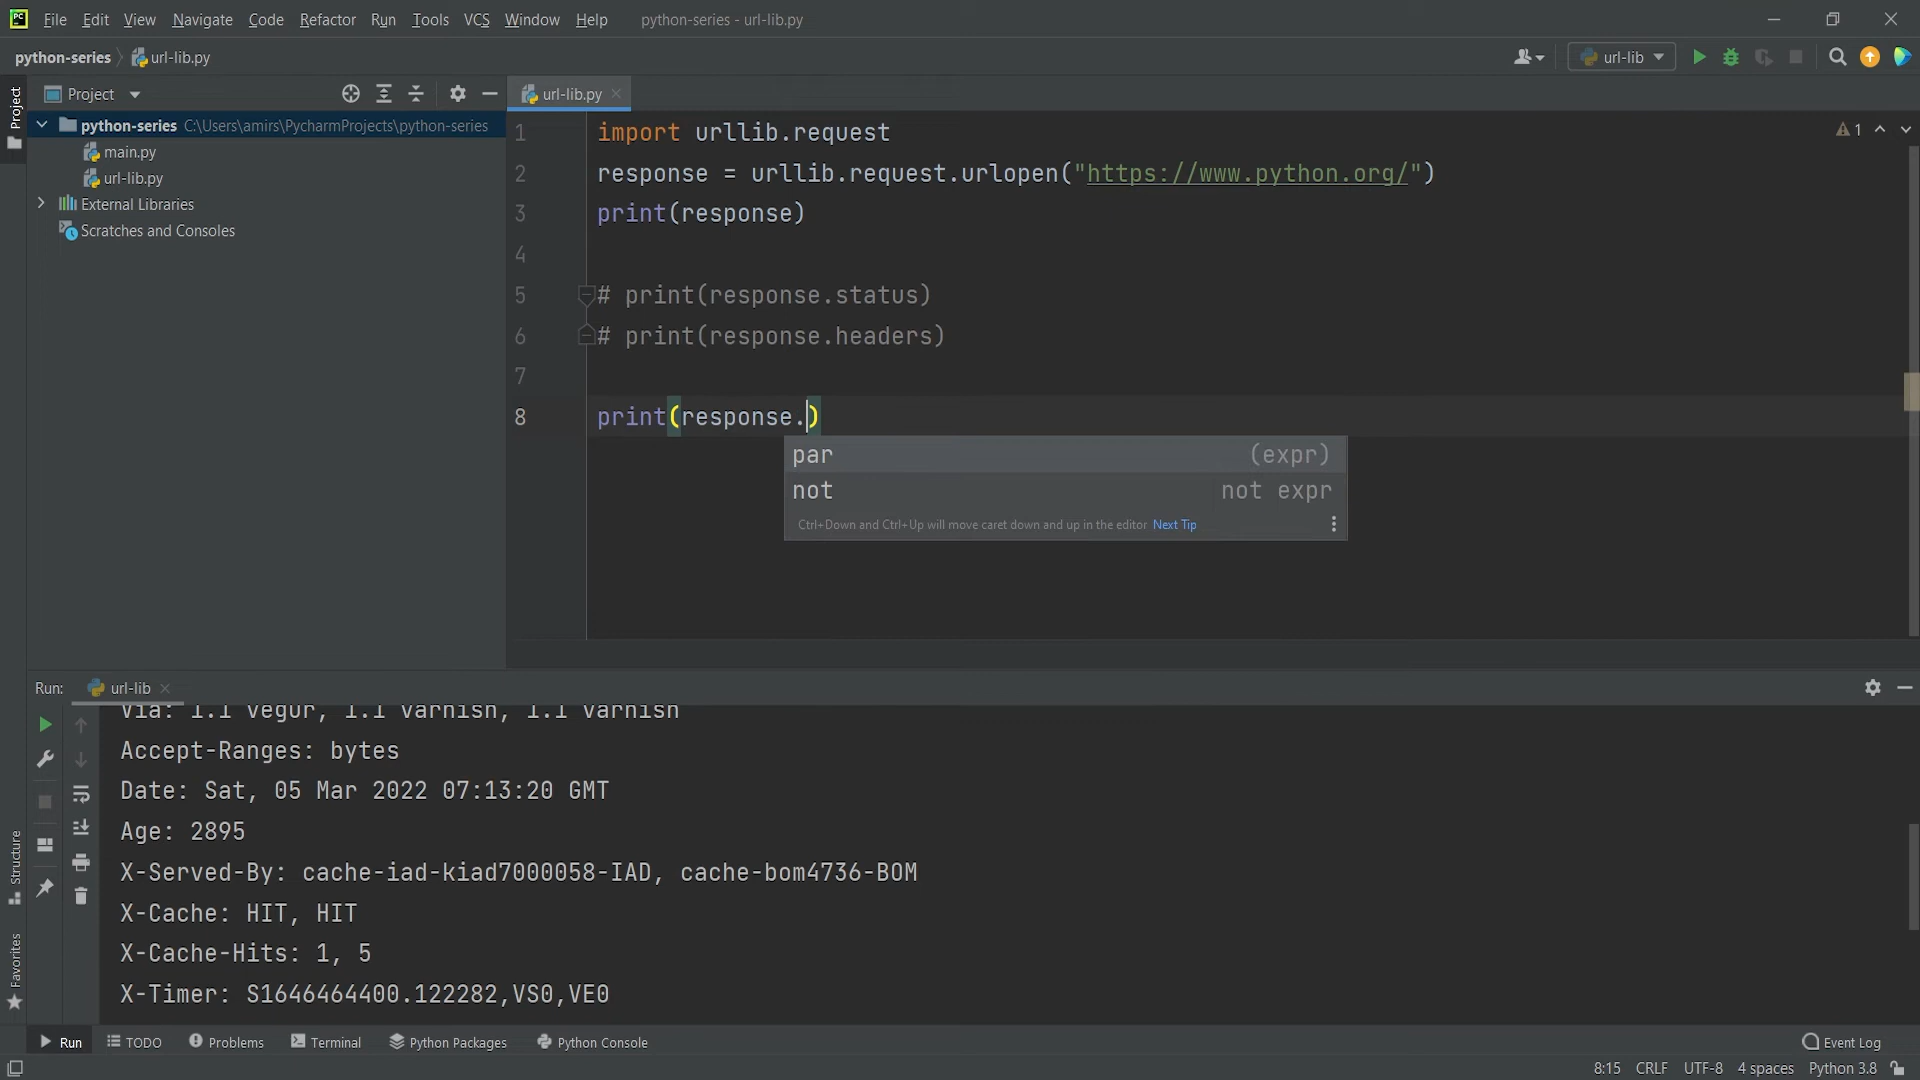 PC File Edit View Navigate Code Refactor Run Tools VCS Window Help python-series - url-lib.py
python-series url-lib.py url-lib
Project
Project
url-lib.py
python-series C:\Users\amirs\PycharmProjects\python-series
main.py
url-lib.py
External Libraries
Scratches and Consoles
1 import urllib.request
2 response = urllib.request.urlopen("https://www.python.org/")
3 print(response)
4
5 # print(response.status)
6 # print(response.headers)
7
8 print(response.)
1
par (expr)
not not expr
Ctrl+Down and Ctrl+Up will move caret down and up in the editor Next Tip
Run: url-lib
Via: 1.1 vegur, 1.1 varnish, 1.1 varnish
Accept-Ranges: bytes
Date: Sat, 05 Mar 2022 07:13:20 GMT
Age: 2895
X-Served-By: cache-iad-kiad7000058-IAD, cache-bom4736-BOM
X-Cache: HIT, HIT
X-Cache-Hits: 1, 5
X-Timer: S1646464400.122282,VS0,VE0
Structure
Favorites
Run TODO Problems Terminal Python Packages Python Console Event Log
8:15 CRLF UTF-8 4 spaces Python 3.8